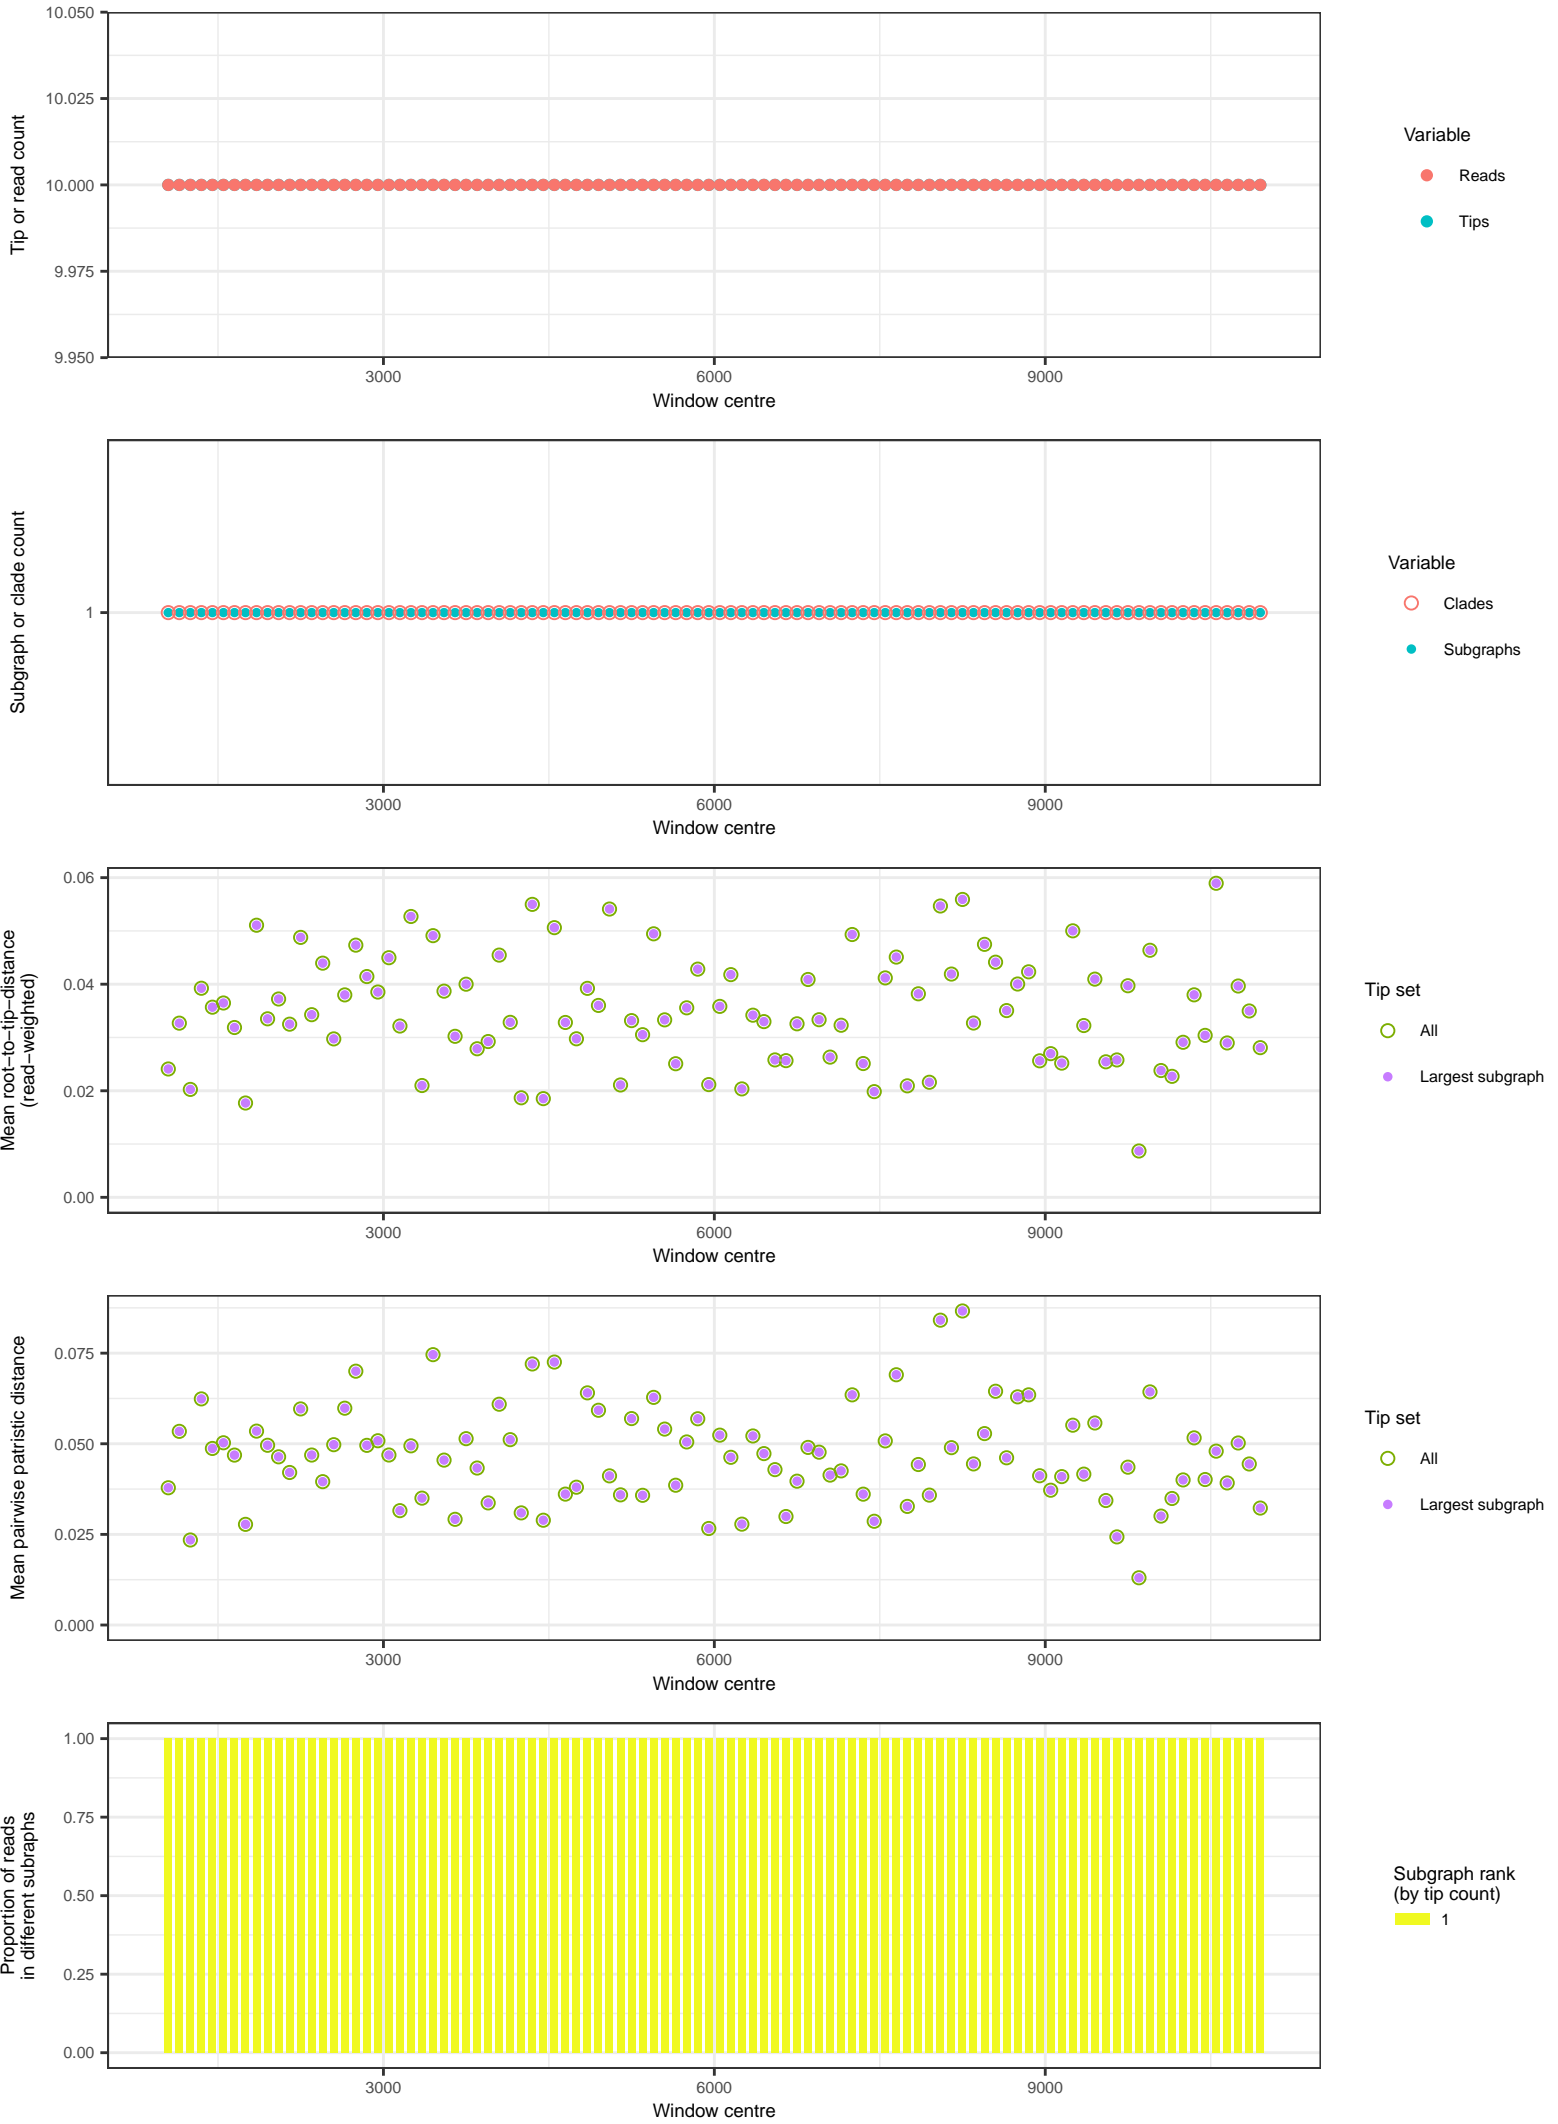 10.050
10.025
10.000
9.975
9.950
Tip or read count
3000
6000
9000
Window centre
Variable
Reads
Tips
1
Subgraph or clade count
3000
6000
9000
Window centre
Variable
Clades
Subgraphs
0.06
0.04
0.02
0.00
Mean root−to−tip−distance
(read−weighted)
3000
6000
9000
Window centre
Tip set
All
Largest subgraph
0.075
0.050
0.025
0.000
Mean pairwise patristic distance
3000
6000
9000
Window centre
Tip set
All
Largest subgraph
1.00
0.75
0.50
0.25
0.00
Proportion of reads
in different subraphs
3000
6000
9000
Window centre
Subgraph rank
(by tip count)
1